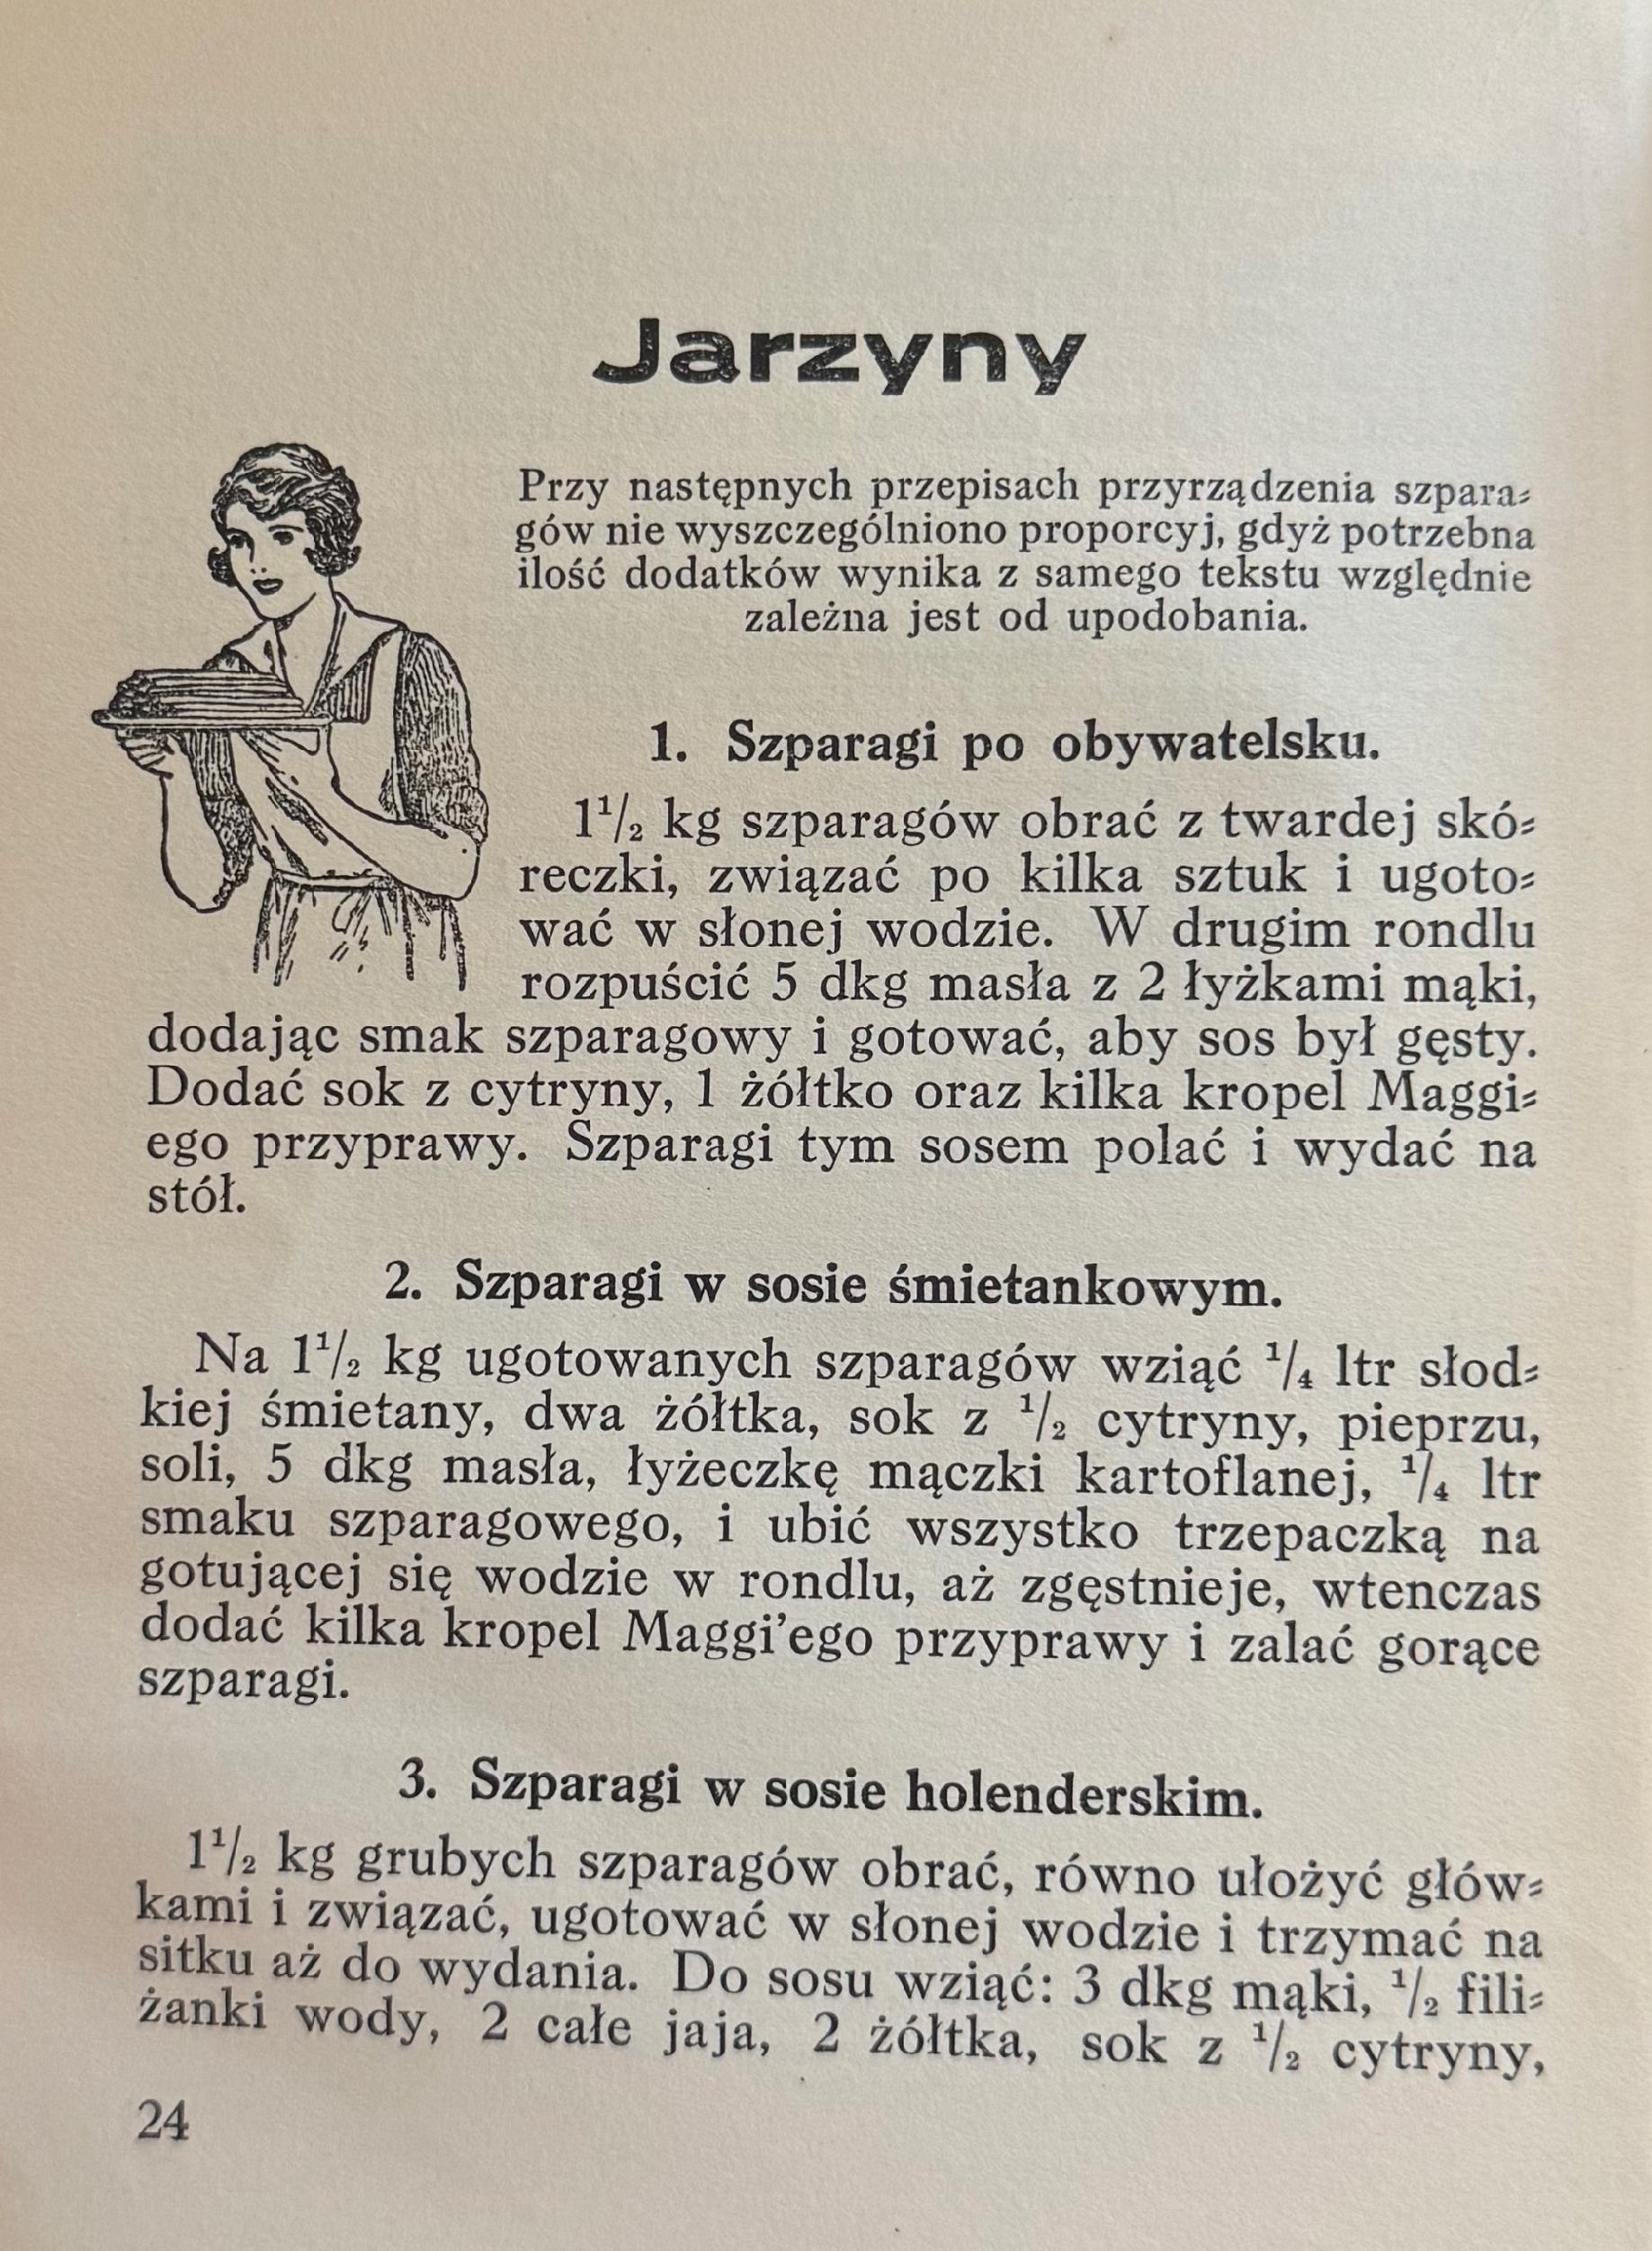 Jarzyny
Przy następnych przepisach przyrządzenia szpara⸗
gów nie wyszczególniono proporcyj, gdyż potrzebna
ilość dodatków wynika z samego tekstu względnie
zależna jest od upodobania.
1. Szparagi po obywatelsku.
1¹/₂ kg szparagów obrać z twardej skó⸗
reczki, związać po kilka sztuk i ugoto⸗
wać w słonej wodzie. W drugim rondlu
rozpuścić 5 dkg masła z 2 łyżkami mąki,
dodając smak szparagowy i gotować, aby sos był gęsty.
Dodać sok z cytryny, 1 żółtko oraz kilka kropel Maggi⸗
ego przyprawy. Szparagi tym sosem polać i wydać na
stół.
2. Szparagi w sosie śmietankowym.
Na 1¹/₂ kg ugotowanych szparagów wziąć ¹/₄ ltr słod⸗
kiej śmietany, dwa żółtka, sok z ¹/₂ cytryny, pieprzu,
soli, 5 dkg masła, łyżeczkę mączki kartoflanej, ¹/₄ ltr
smaku szparagowego, i ubić wszystko trzepaczką na
gotującej się wodzie w rondlu, aż zgęstnieje, wtenczas
dodać kilka kropel Maggi’ego przyprawy i zalać gorące
szparagi.
3. Szparagi w sosie holenderskim.
1¹/₂ kg grubych szparagów obrać, równo ułożyć głów⸗
kami i związać, ugotować w słonej wodzie i trzymać na
sitku aż do wydania. Do sosu wziąć: 3 dkg mąki, ¹/₂ fili⸗
żanki wody, 2 całe jaja, 2 żółtka, sok z ¹/₂ cytryny,
24